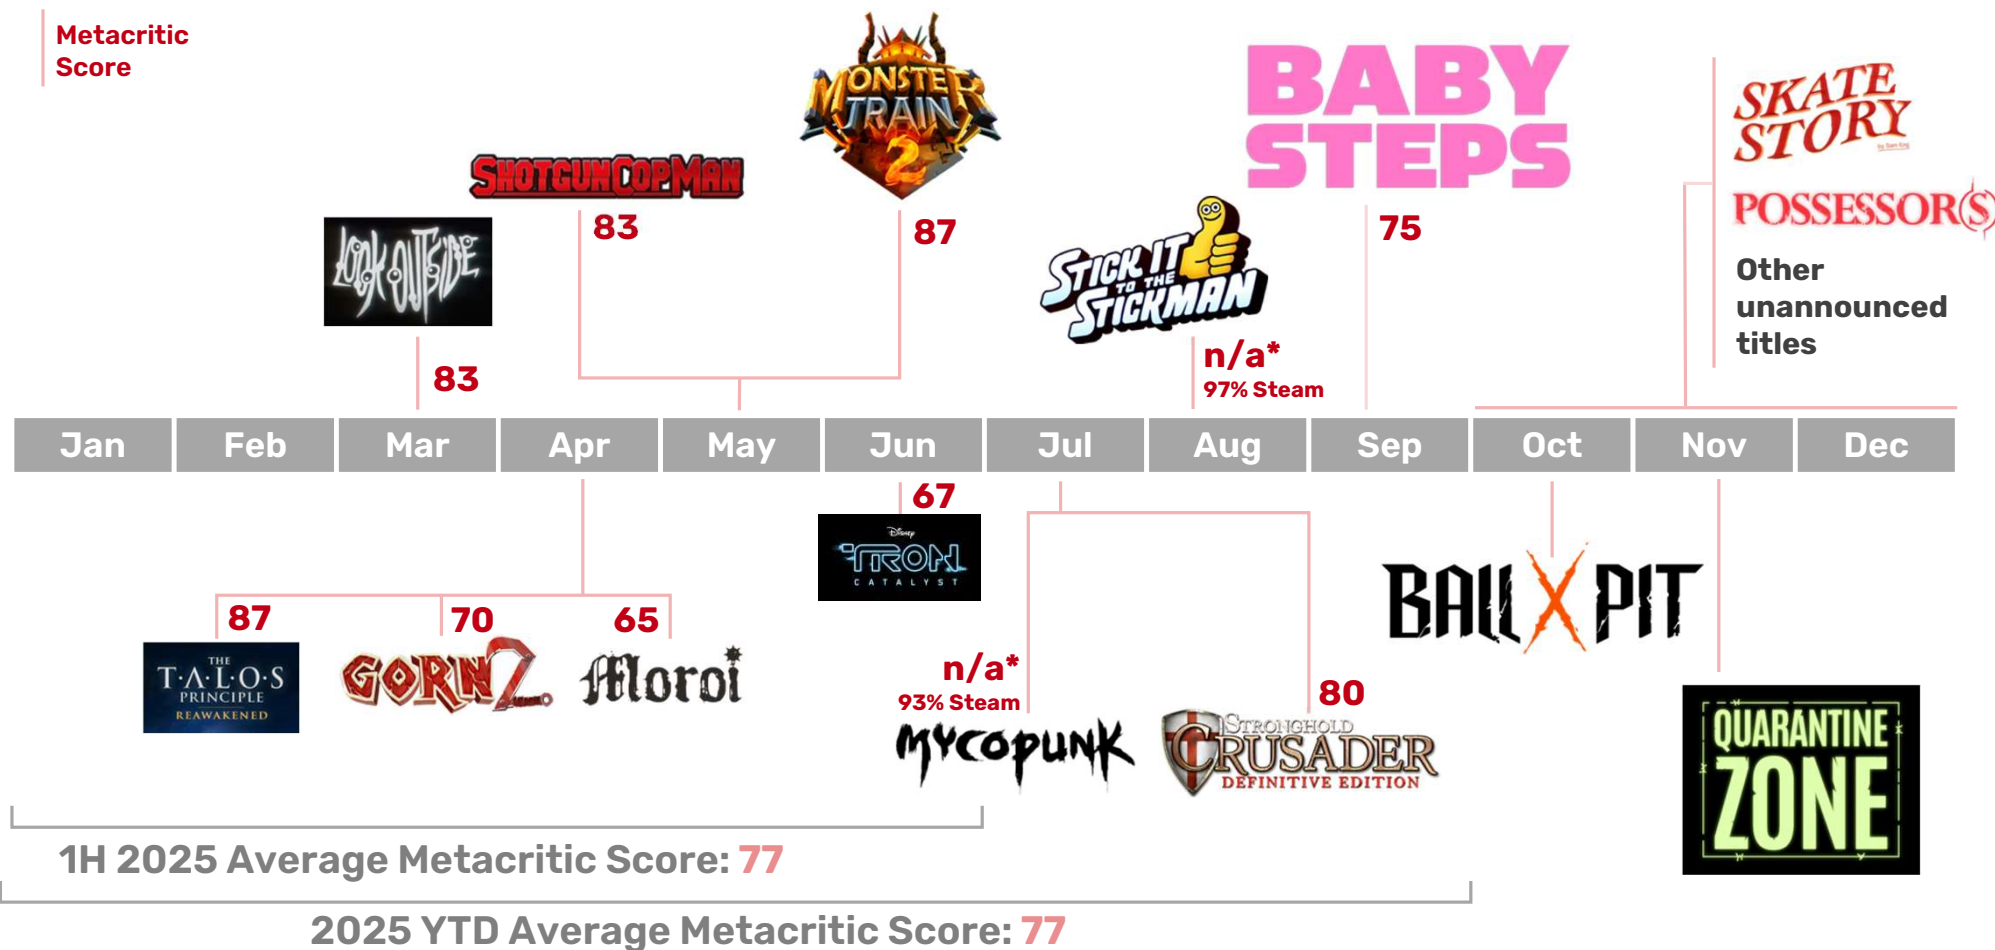 Metacritic
Score
MONSTER
TRAIN
2
BABY
STEPS
SKATE
STORY
by Sam Eng
SHOTGUN COP MAN
POSSESSOR(S)
83
87
75
LOOK OUTSIDE
STICK IT
TO THE
STICKMAN
Other
unannounced
titles
83
n/a*
97% Steam
Jan
Feb
Mar
Apr
May
Jun
Jul
Aug
Sep
Oct
Nov
Dec
67
Disney
TRON
CATALYST
BALL X PIT
87
70
65
THE
TALOS
PRINCIPLE
REAWAKENED
GORN 2
Moroi
n/a*
93% Steam
MYCOPUNK
80
STRONGHOLD
CRUSADER
DEFINITIVE EDITION
QUARANTINE
ZONE
1H 2025 Average Metacritic Score: 77
2025 YTD Average Metacritic Score: 77